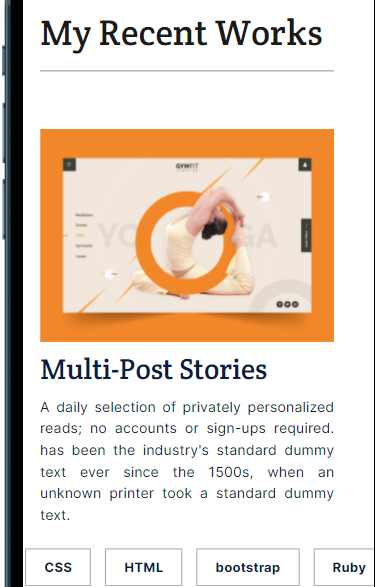 My Recent Works
GYMFIT
YO GA
Multi-Post Stories
A daily selection of privately personalized
reads; no accounts or sign-ups required.
has been the industry's standard dummy
text ever since the 1500s, when an
unknown printer took a standard dummy
text.
CSS HTML bootstrap Ruby